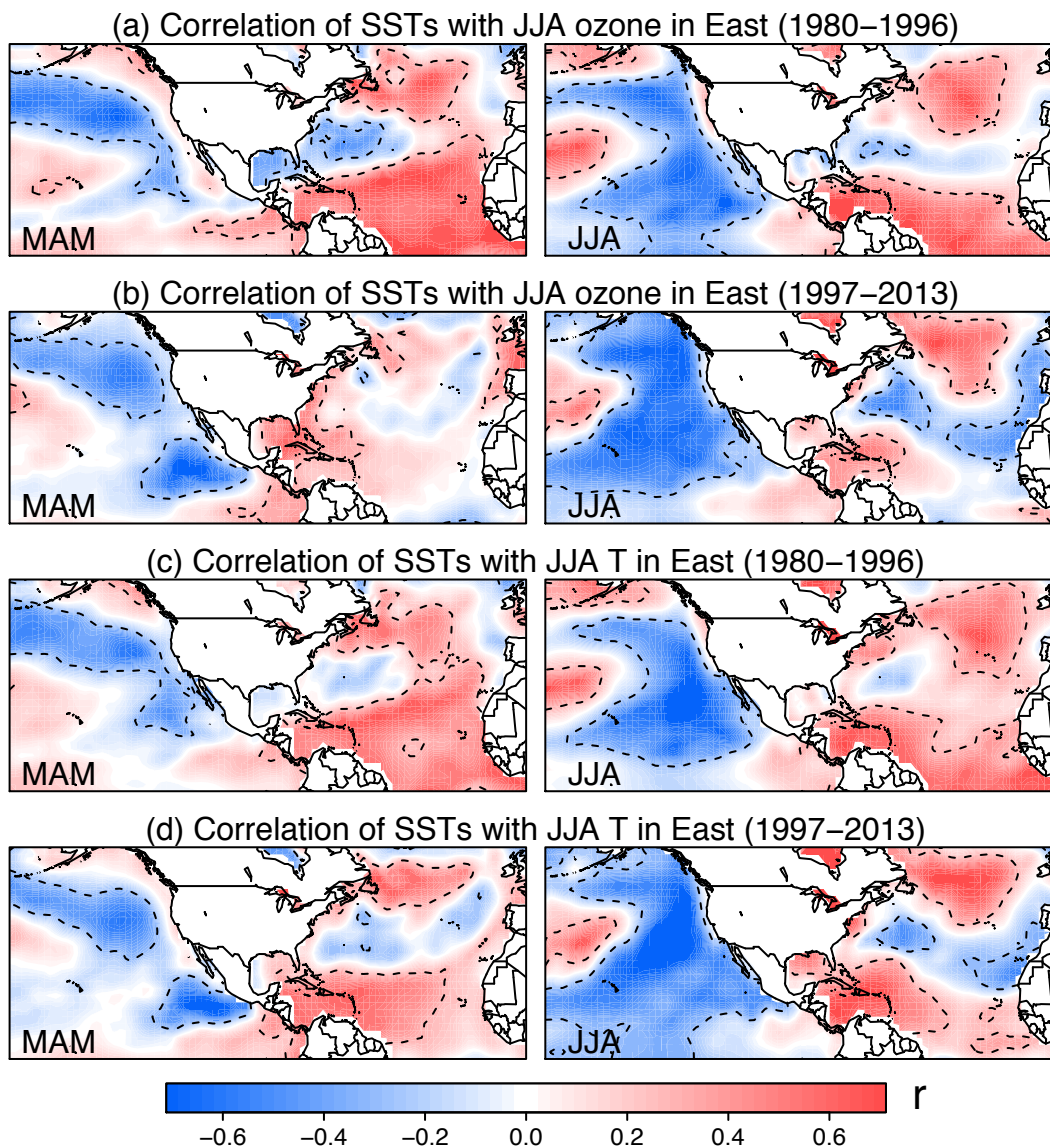 (a) Correlation of SSTs with JJA ozone in East (1980−1996)
MAM
JJA
(b) Correlation of SSTs with JJA ozone in East (1997−2013)
MAM
JJA
(c) Correlation of SSTs with JJA T in East (1980−1996)
MAM
JJA
(d) Correlation of SSTs with JJA T in East (1997−2013)
MAM
JJA
r
−0.6 −0.4 −0.2 0.0 0.2 0.4 0.6